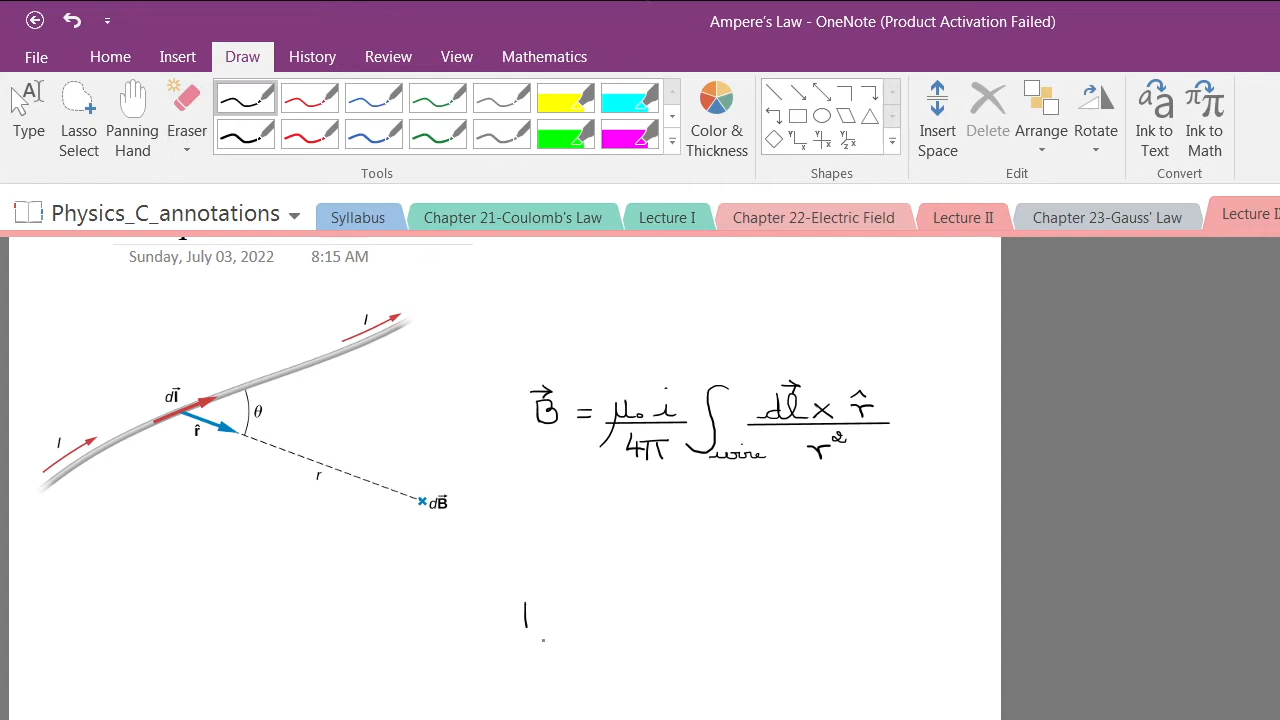 Ampere's Law - OneNote (Product Activation Failed)
File Home Insert Draw History Review View Mathematics
Type Lasso Select Panning Hand Eraser Color & Thickness Insert Space Delete Arrange Rotate Ink to Text Ink to Math
Tools Shapes Edit Convert
Physics_C_annotations Syllabus Chapter 21-Coulomb's Law Lecture I Chapter 22-Electric Field Lecture II Chapter 23-Gauss' Law
Sunday, July 03, 2022 8:15 AM
I
dl⃗
θ
r̂
I
r
dB⃗
B⃗ = μ₀ i / 4π ∫wire dl⃗ × r̂ / r²